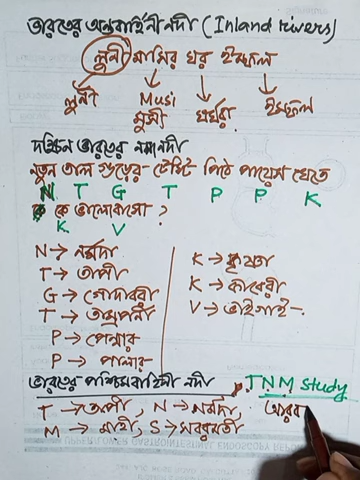 ভারতের অন্তর্বাহিনী নদী (Inland rivers)
লুনী মাসির ঘর ইম্ফল
লুনী Musi মুসী ঘর্ঘরা ইম্ফল
দক্ষিন ভারতের নদনদী
নতুন তাল গুড়ের টেস্টি পিঠে পায়েস খেতে
N T G T P P K
কে কে ভালোবাসো ?
K V
N → নর্মদা
T → তাপ্তী
G → গোদাবরী
T → তাম্রপর্নী
P → পেন্নার
P → পালার
K → কৃষ্ণা
K → কাবেরী
V → ভাইগাই
ভারতের পশ্চিমবাহিনী নদী
TNM Study
T → তাপ্তী, N → নর্মদা,
M → মাহী, S → সবরমতী
আরব